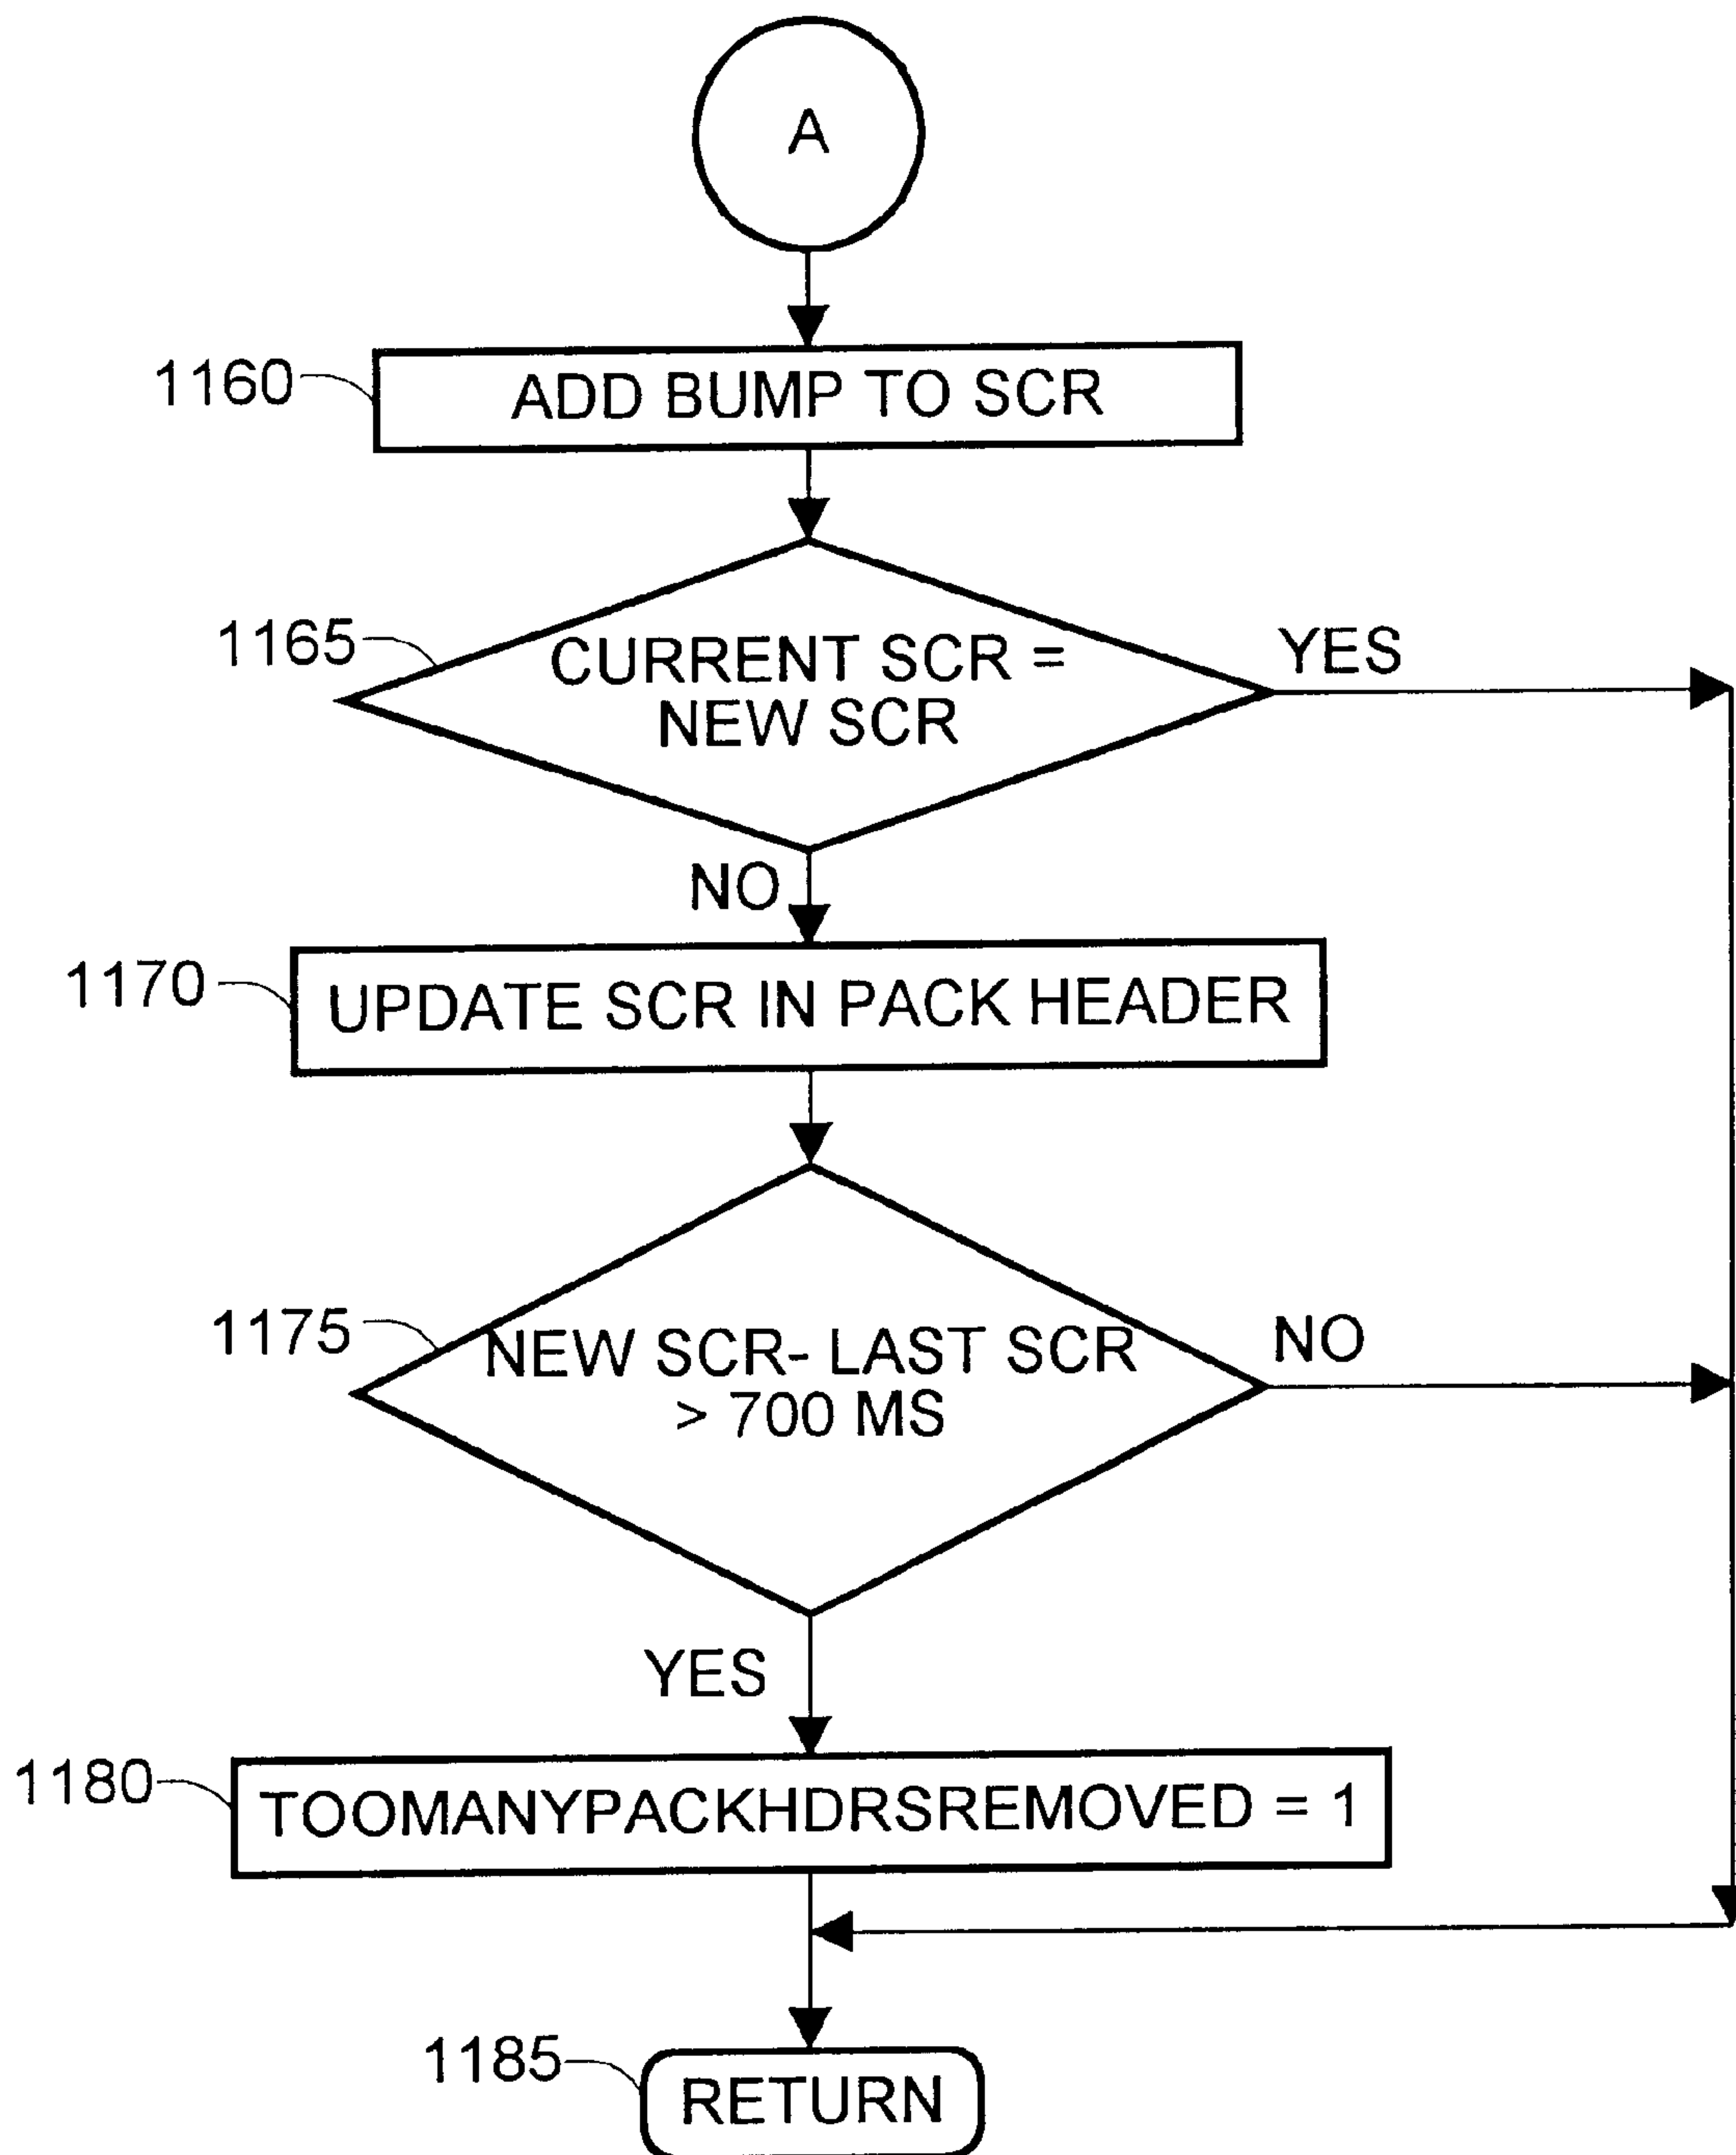 A
1160
ADD BUMP TO SCR
1165
CURRENT SCR =
NEW SCR
YES
NO
1170
UPDATE SCR IN PACK HEADER
1175
NEW SCR- LAST SCR
> 700 MS
NO
YES
1180
TOOMANYPACKHDRSREMOVED = 1
1185
RETURN